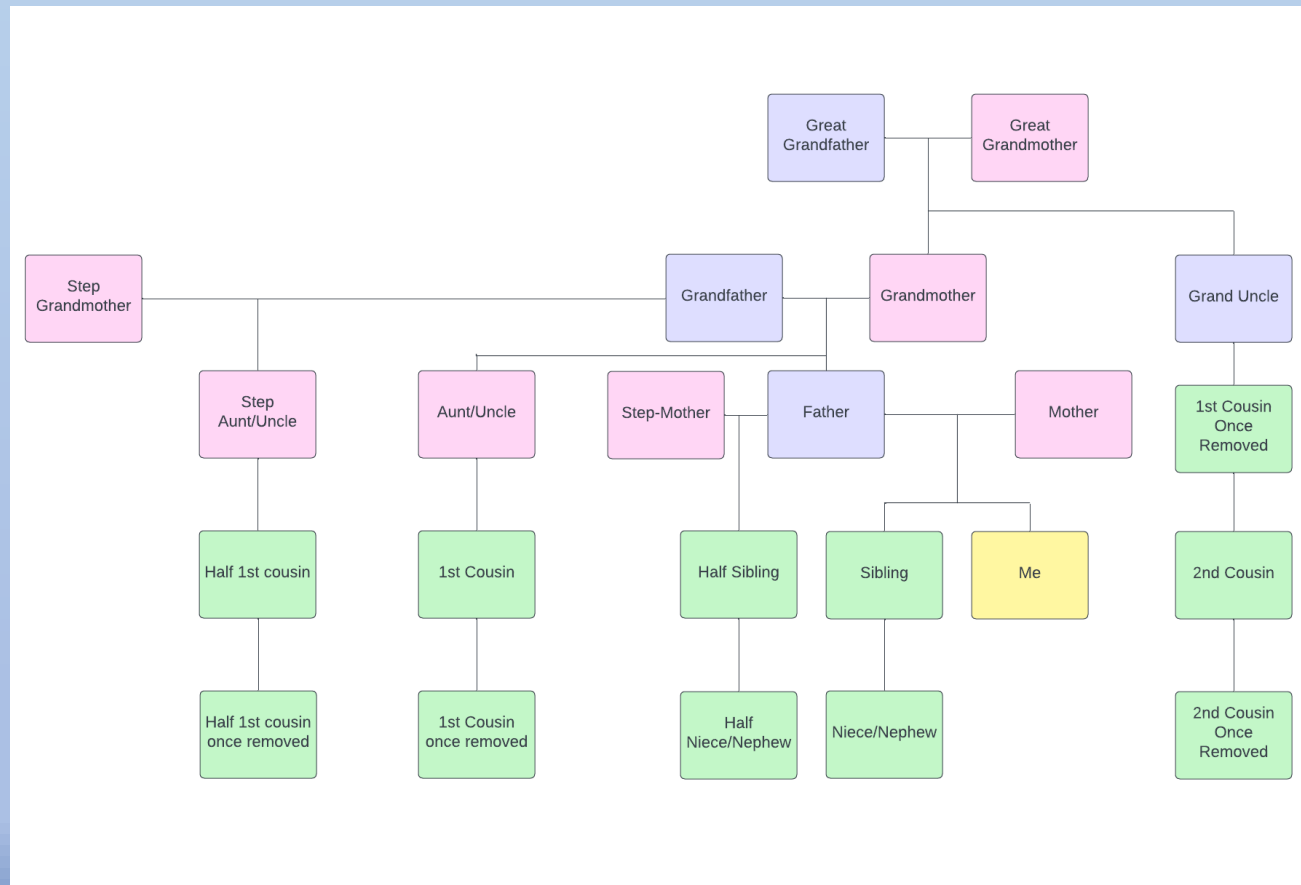 Great
Grandfather
Great
Grandmother
Step
Grandmother
Grandfather
Grandmother
Grand Uncle
Step
Aunt/Uncle
Aunt/Uncle
Step-Mother
Father
Mother
1st Cousin
Once
Removed
Half 1st cousin
1st Cousin
Half Sibling
Sibling
Me
2nd Cousin
Half 1st cousin
once removed
1st Cousin
once removed
Half
Niece/Nephew
Niece/Nephew
2nd Cousin
Once
Removed